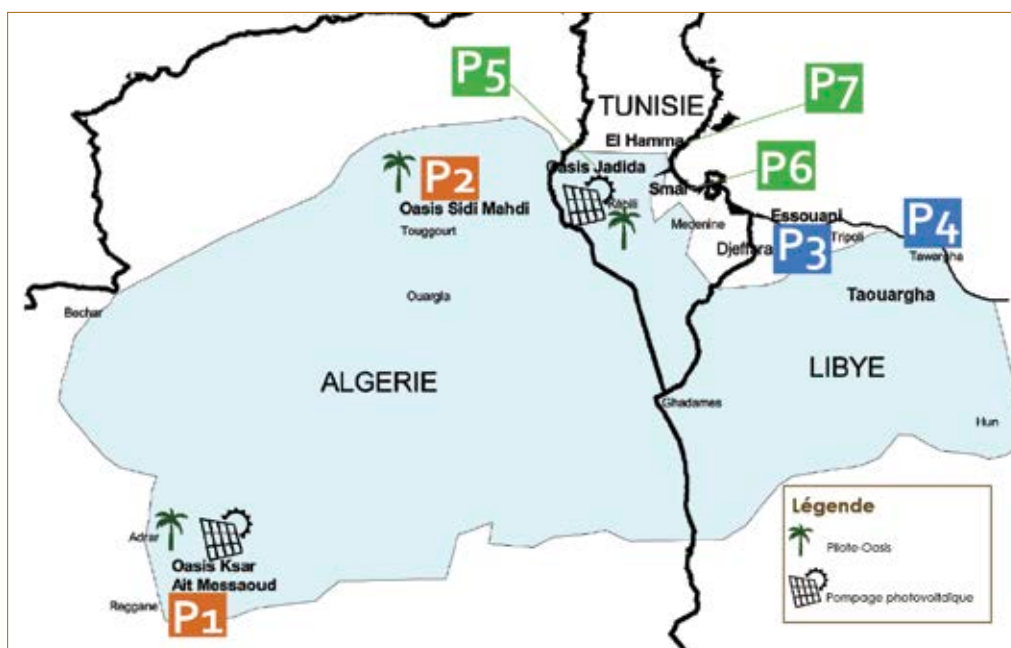 P5
TUNISIE
P7
El Hamma
P2
Oasis Jadida
P6
Smar
Oasis Sidi Mahdi
Rabili
Essouani
P4
Touggourt
Medenine
Djeffara
P3
Tripoli
Tawergha
Ouargla
Taouargha
Bechar
ALGERIE
LIBYE
Ghadames
Hun
Légende
Adrar
Pilote-Oasis
Oasis Ksar
Ait Messaoud
Pompage photovoltaïque
Reggane
P1